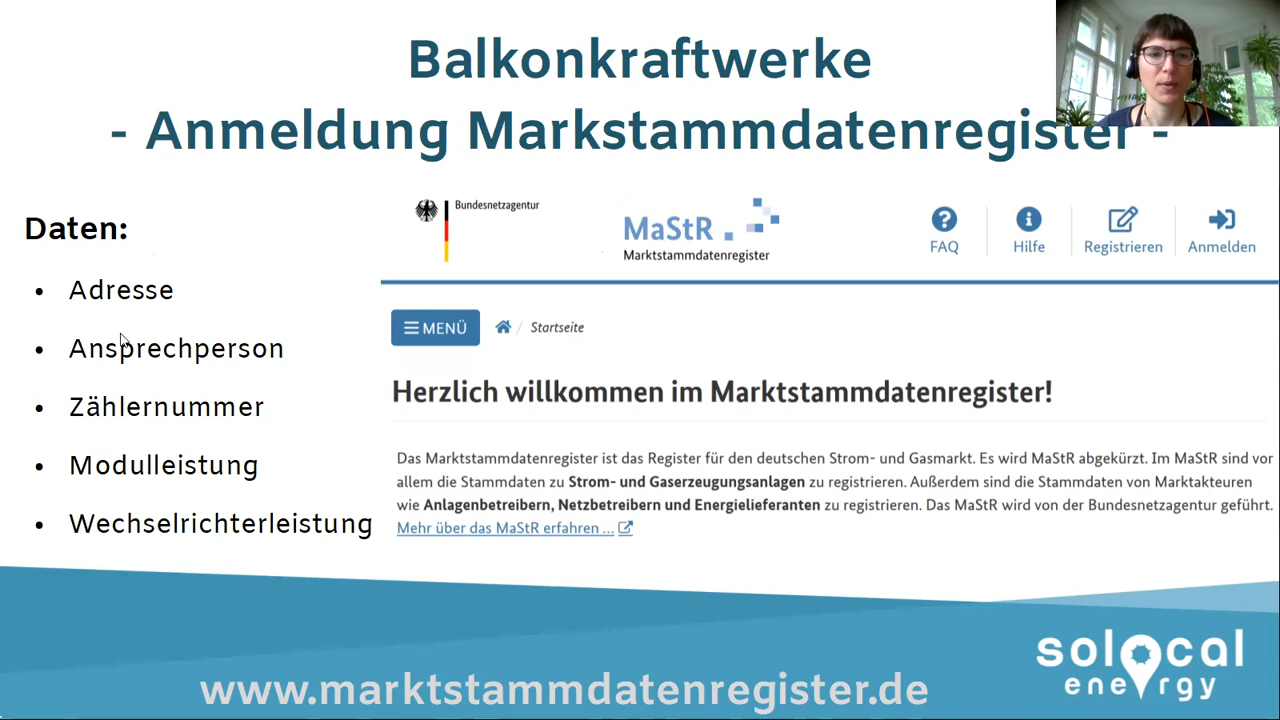 Balkonkraftwerke
- Anmeldung Markstammdatenregister -
Daten:
• Adresse
• Ansprechperson
• Zählernummer
• Modulleistung
• Wechselrichterleistung
Bundesnetzagentur
MaStR
Marktstammdatenregister
FAQ
Hilfe
Registrieren
Anmelden
MENÜ
/ Startseite
Herzlich willkommen im Marktstammdatenregister!
Das Marktstammdatenregister ist das Register für den deutschen Strom- und Gasmarkt. Es wird MaStR abgekürzt. Im MaStR sind vor
allem die Stammdaten zu Strom- und Gaserzeugungsanlagen zu registrieren. Außerdem sind die Stammdaten von Marktakteuren
wie Anlagenbetreibern, Netzbetreibern und Energielieferanten zu registrieren. Das MaStR wird von der Bundesnetzagentur geführt.
Mehr über das MaStR erfahren ...
www.marktstammdatenregister.de
solocal
energy